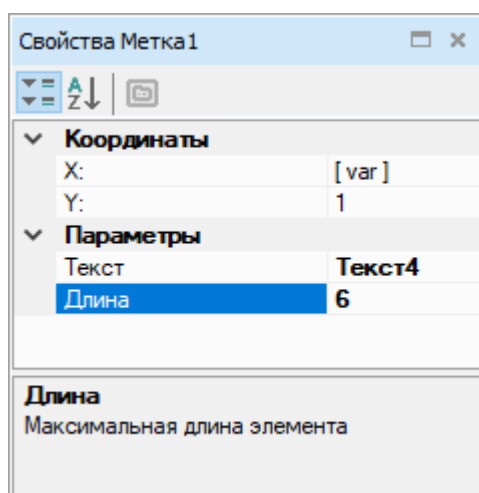 Свойства Метка1
Координаты
X: [ var ]
Y: 1
Параметры
Текст Текст4
Длина 6
Длина
Максимальная длина элемента